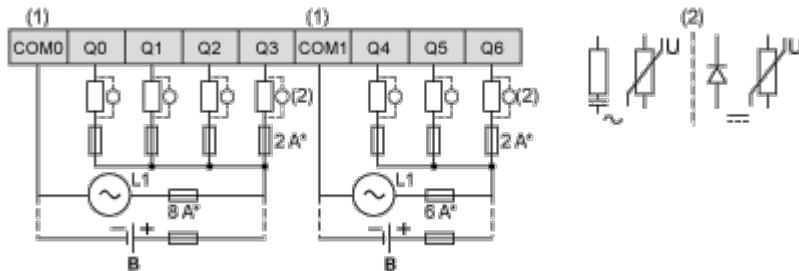 (1) (1) (2)
COM0 Q0 Q1 Q2 Q3 COM1 Q4 Q5 Q6
U U
(2) (2)
2 A* 2 A*
L1 L1
8 A* 6 A*
− + − +
B B